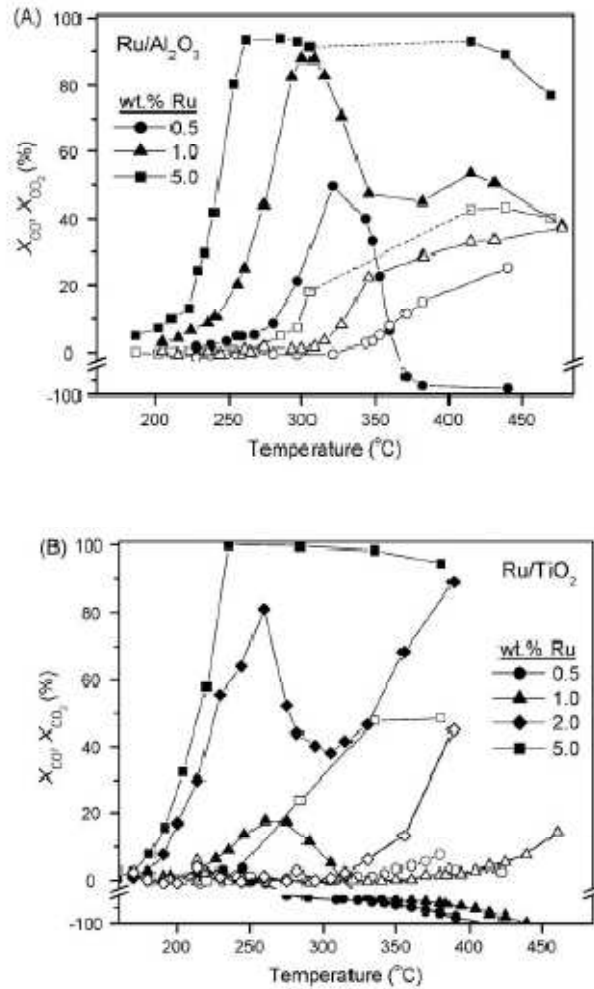 (A)
Ru/Al2O3
wt.% Ru
0.5
1.0
5.0
XCO, XCO2 (%)
100
80
60
40
20
0
-100
200 250 300 350 400 450
Temperature (°C)
(B)
Ru/TiO2
wt.% Ru
0.5
1.0
2.0
5.0
XCO, XCO2 (%)
100
80
60
40
20
0
-100
200 250 300 350 400 450
Temperature (°C)